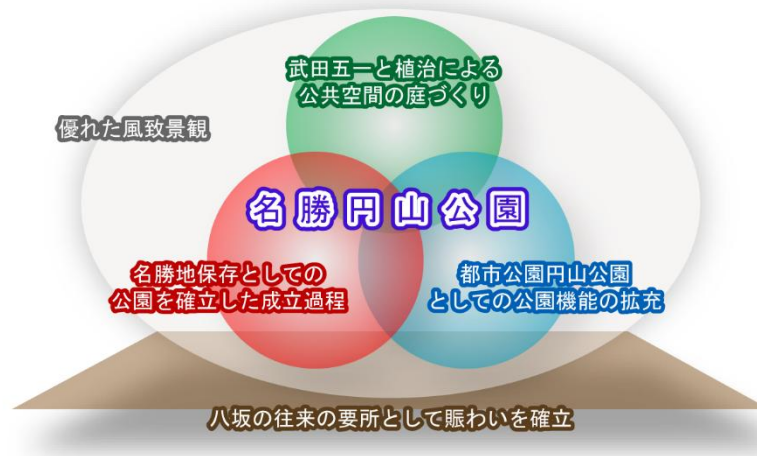 武田五一と植治による
公共空間の庭づくり
優れた風致景観
名勝円山公園
名勝地保存としての
公園を確立した成立過程
都市公園円山公園
としての公園機能の拡充
八坂の往来の要所として賑わいを確立